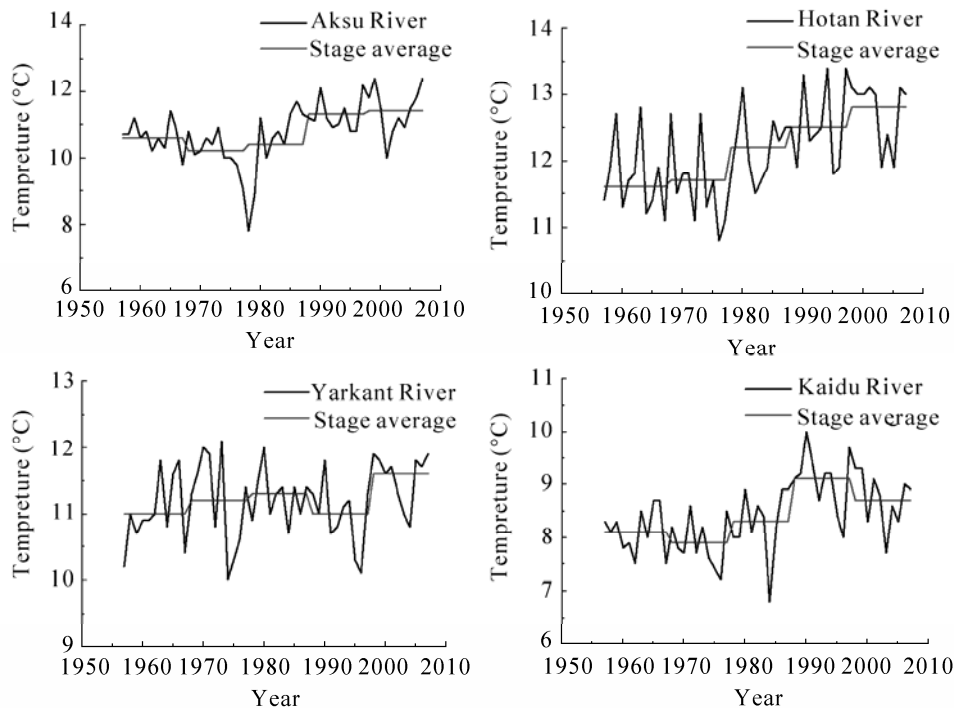 14
Aksu River
Stage average
12
10
8
6
Tempreture (°C)
1950 1960 1970 1980 1990 2000 2010
Year
14
Hotan River
Stage average
13
12
11
10
Tempreture (°C)
1950 1960 1970 1980 1990 2000 2010
Year
13
Yarkant River
Stage average
12
11
10
9
Tempreture (°C)
1950 1960 1970 1980 1990 2000 2010
Year
11
Kaidu River
Stage average
10
9
8
7
6
Tempreture (°C)
1950 1960 1970 1980 1990 2000 2010
Year